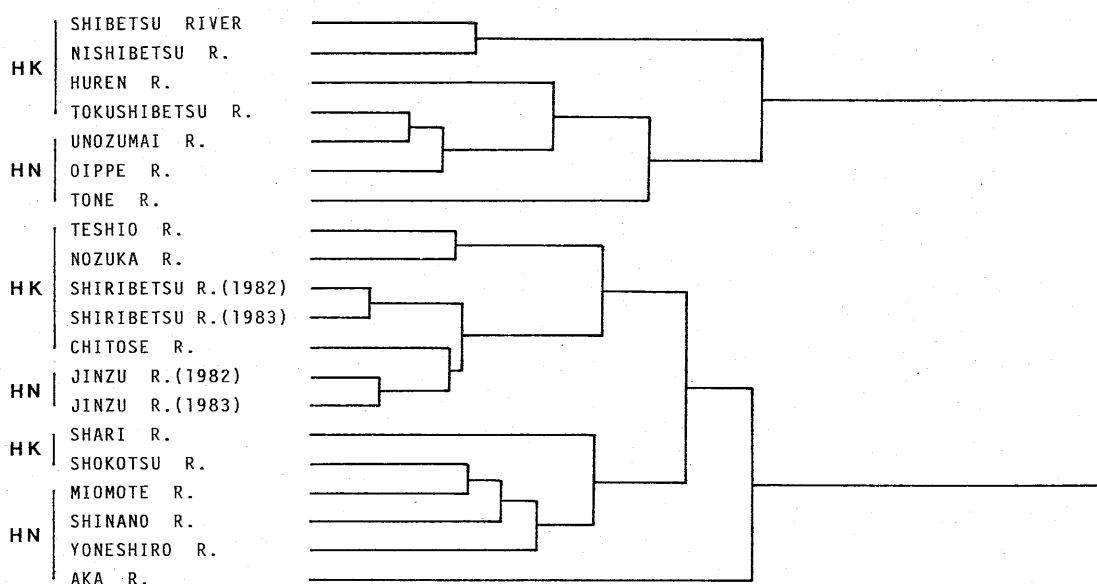 SHIBETSU RIVER
NISHIBETSU R.
HK
HUREN R.
TOKUSHIBETSU R.
UNOZUMAI R.
HN OIPPE R.
TONE R.
TESHIO R.
NOZUKA R.
HK SHIRIBETSU R.(1982)
SHIRIBETSU R.(1983)
CHITOSE R.
JINZU R.(1982)
HN
JINZU R.(1983)
SHARI R.
HK
SHOKOTSU R.
MIOMOTE R.
SHINANO R.
HN
YONESHIRO R.
AKA R.